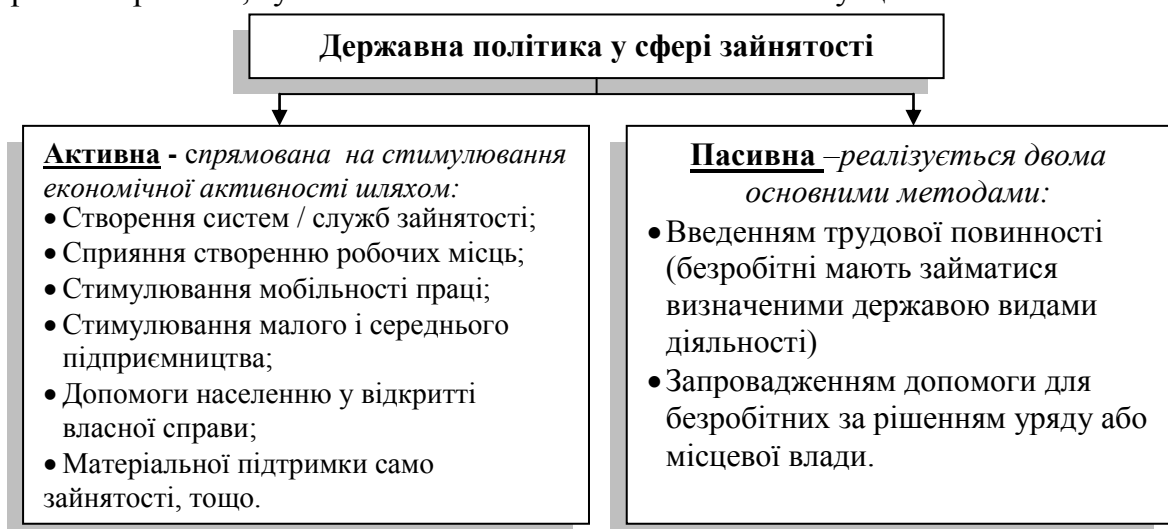 Державна політика у сфері зайнятості
Активна - спрямована на стимулювання
економічної активності шляхом:
• Створення систем / служб зайнятості;
• Сприяння створенню робочих місць;
• Стимулювання мобільності праці;
• Стимулювання малого і середнього
підприємництва;
• Допомоги населенню у відкритті
власної справи;
• Матеріальної підтримки само
зайнятості, тощо.
Пасивна –реалізується двома
основними методами:
• Введенням трудової повинності
(безробітні мають займатися
визначеними державою видами
діяльності)
• Запровадженням допомоги для
безробітних за рішенням уряду або
місцевої влади.